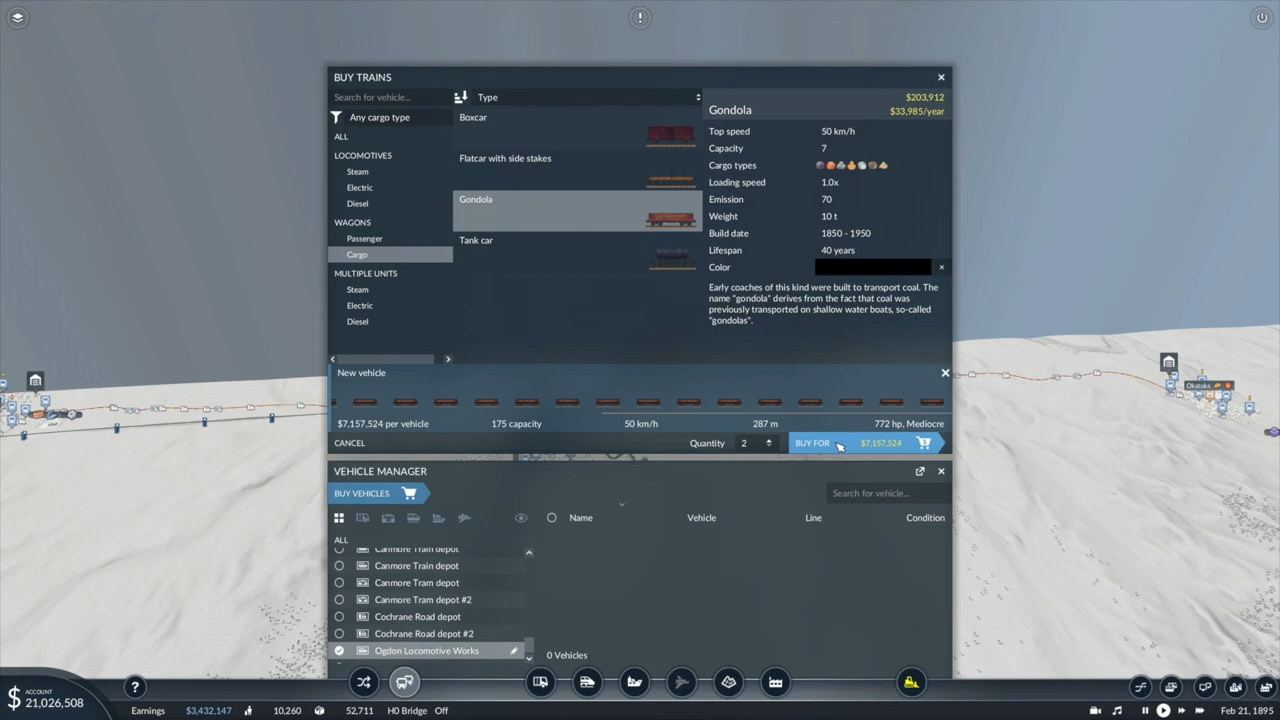 BUY TRAINS
Search for vehicle...
Type
Any cargo type
ALL
LOCOMOTIVES
Steam
Electric
Diesel
WAGONS
Passenger
Cargo
MULTIPLE UNITS
Steam
Electric
Diesel
Boxcar
Flatcar with side stakes
Gondola
Tank car
$203,912
Gondola
$33,985/year
Top speed 50 km/h
Capacity 7
Cargo types
Loading speed 1.0x
Emission 70
Weight 10 t
Build date 1850 - 1950
Lifespan 40 years
Color
Early coaches of this kind were built to transport coal. The
name "gondola" derives from the fact that coal was
previously transported on shallow water boats, so-called
"gondolas".
New vehicle
$7,157,524 per vehicle 175 capacity 50 km/h 287 m 772 hp, Mediocre
CANCEL Quantity 2 BUY FOR $7,157,524
Okatoks
VEHICLE MANAGER
BUY VEHICLES
Search for vehicle...
Name Vehicle Line Condition
ALL
Canmore Train depot
Canmore Train depot
Canmore Tram depot
Canmore Tram depot #2
Cochrane Road depot
Cochrane Road depot #2
Ogdon Locomotive Works
0 Vehicles
$ ACCOUNT
21,026,508
?
Earnings $3,432,147 10,260 52,711 H0 Bridge Off
Feb 21, 1895